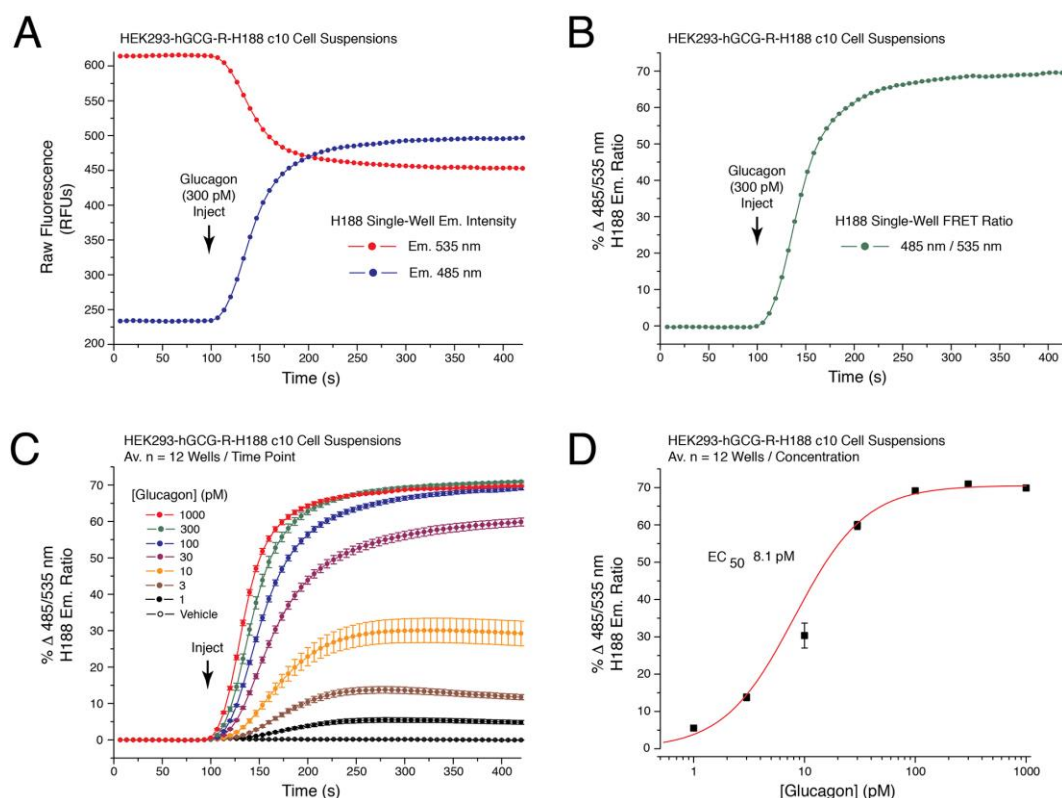 A
HEK293-hGCG-R-H188 c10 Cell Suspensions
Raw Fluorescence
(RFUs)
600
550
500
450
400
350
300
250
200
Glucagon
(300 pM)
Inject
H188 Single-Well Em. Intensity
Em. 535 nm
Em. 485 nm
0 50 100 150 200 250 300 350 400
Time (s)
B
HEK293-hGCG-R-H188 c10 Cell Suspensions
% Δ 485/535 nm
H188 Em. Ratio
70
60
50
40
30
20
10
0
Glucagon
(300 pM)
Inject
H188 Single-Well FRET Ratio
485 nm / 535 nm
0 50 100 150 200 250 300 350 400
Time (s)
C
HEK293-hGCG-R-H188 c10 Cell Suspensions
Av. n = 12 Wells / Time Point
% Δ 485/535 nm
H188 Em. Ratio
70
60
50
40
30
20
10
0
[Glucagon] (pM)
1000
300
100
30
10
3
1
Vehicle
Inject
0 50 100 150 200 250 300 350 400
Time (s)
D
HEK293-hGCG-R-H188 c10 Cell Suspensions
Av. n = 12 Wells / Concentration
% Δ 485/535 nm
H188 Em. Ratio
70
60
50
40
30
20
10
0
EC50 8.1 pM
1 10 100 1000
[Glucagon] (pM)